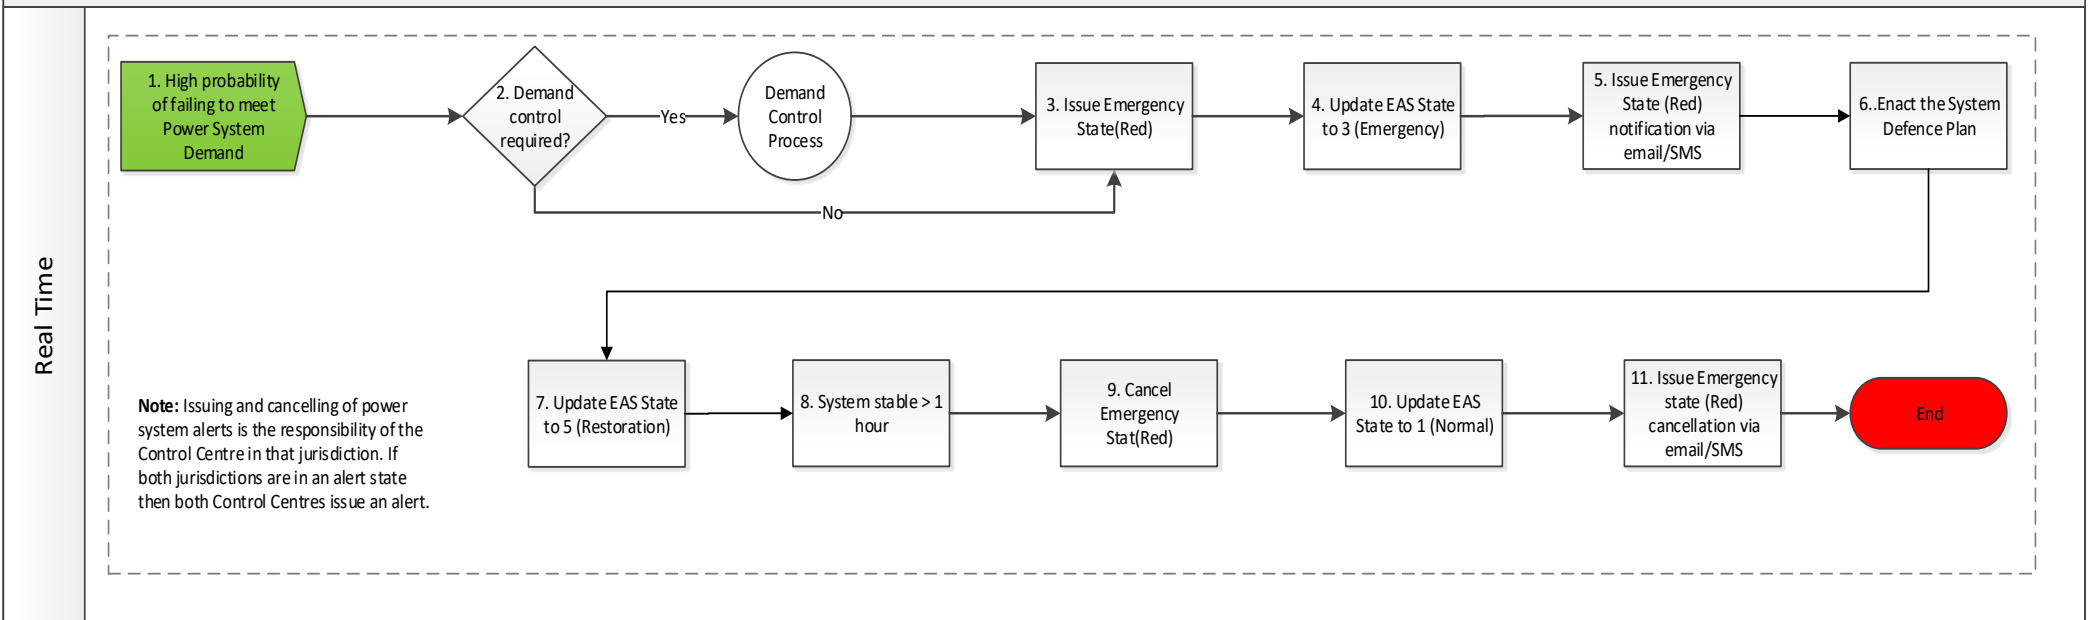 Real Time
1. High probability
of failing to meet
Power System
Demand
2. Demand
control
required?
Yes
No
Demand
Control
Process
3. Issue Emergency
State(Red)
4. Update EAS State
to 3 (Emergency)
5. Issue Emergency
State (Red)
notification via
email/SMS
6..Enact the System
Defence Plan
7. Update EAS State
to 5 (Restoration)
8. System stable > 1
hour
9. Cancel
Emergency
Stat(Red)
10. Update EAS
State to 1 (Normal)
11. Issue Emergency
state (Red)
cancellation via
email/SMS
End
Note: Issuing and cancelling of power
system alerts is the responsibility of the
Control Centre in that jurisdiction. If
both jurisdictions are in an alert state
then both Control Centres issue an alert.